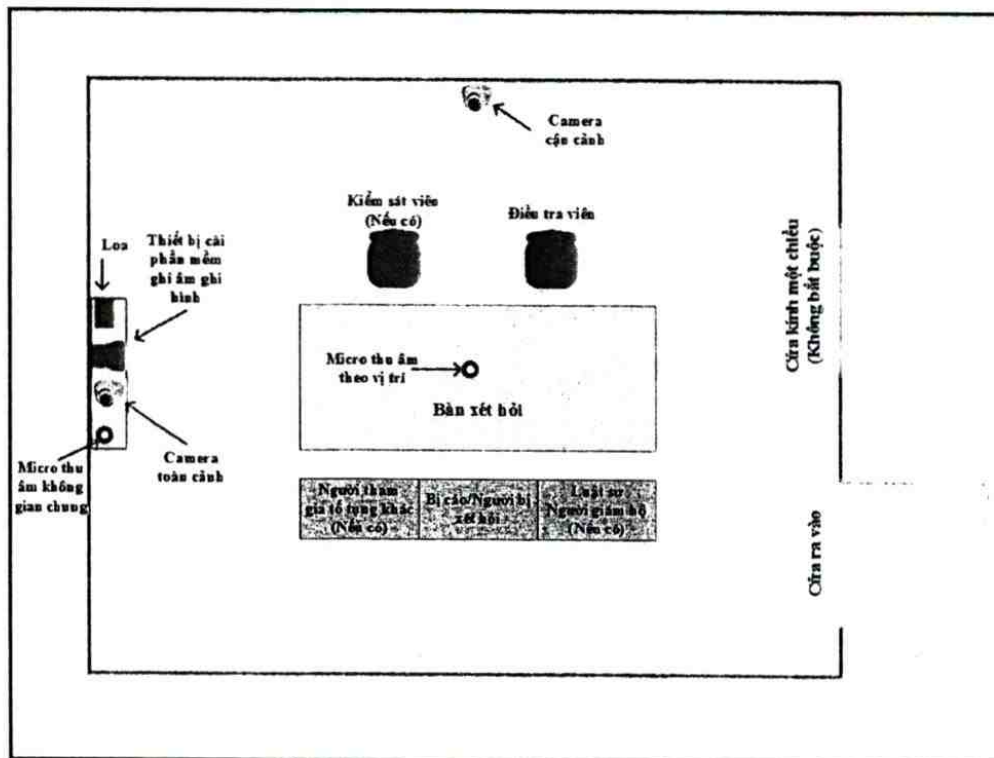 Camera
cận cảnh
Kiểm sát viên
(Nếu có)
Điều tra viên
Loa
Thiết bị cài
phần mềm
ghi âm ghi
hình
Cửa kính một chiều
(Không bắt buộc)
Micro thu âm
theo vị trí
Bàn xét hỏi
Micro thu
âm không
gian chung
Camera
toàn cảnh
Người tham
gia tố tụng khác
(Nếu có)
Bị cáo/Người bị
xét hỏi
Luật sư
Người giám hộ
(Nếu có)
Cửa ra vào